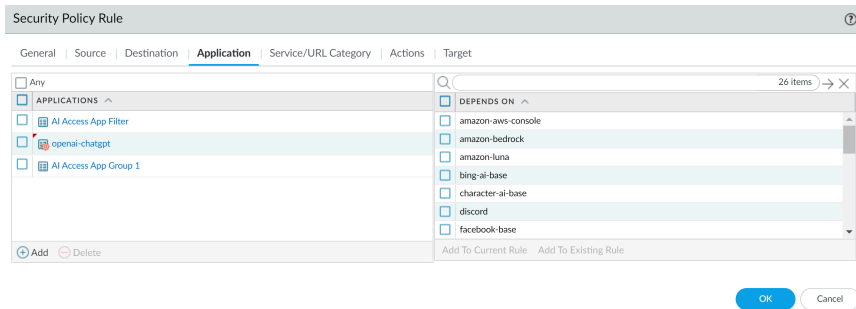 Security Policy Rule
General | Source | Destination | Application | Service/URL Category | Actions | Target
Any
APPLICATIONS
AI Access App Filter
openai-chatgpt
AI Access App Group 1
Add Delete
26 items
DEPENDS ON
amazon-aws-console
amazon-bedrock
amazon-luna
bing-ai-base
character-ai-base
discord
facebook-base
Add To Current Rule Add To Existing Rule
OK Cancel